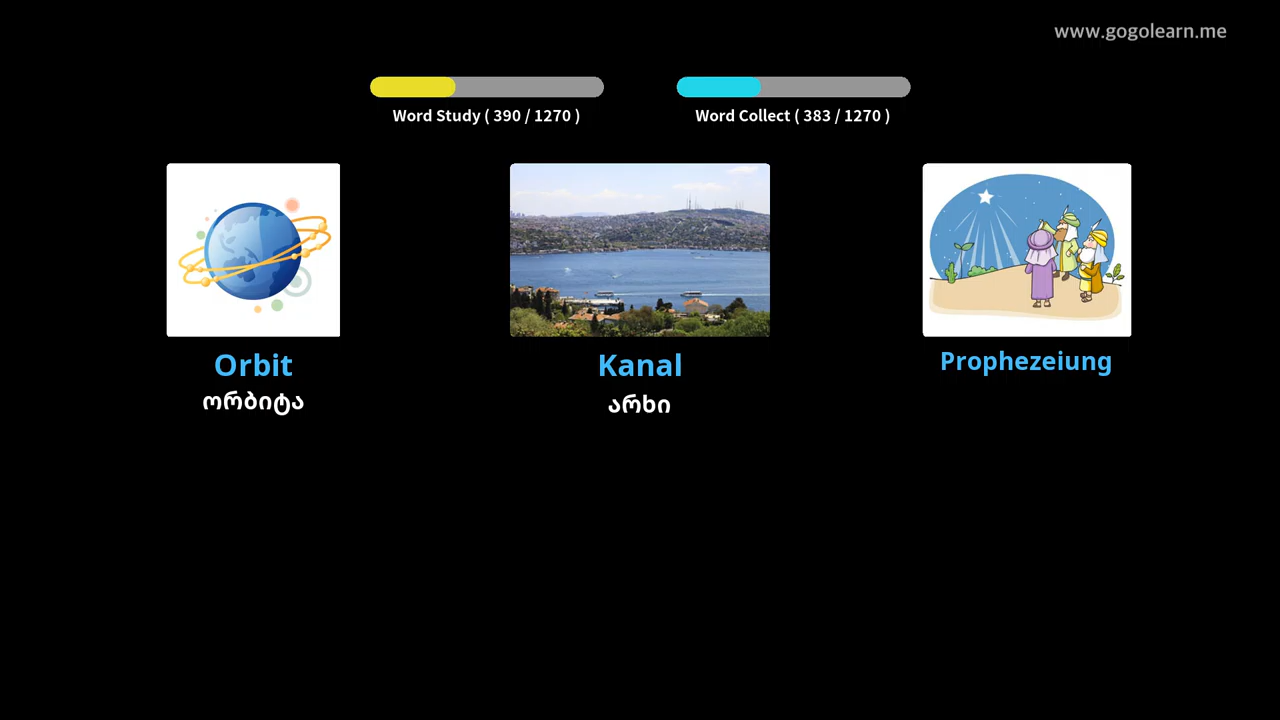 www.gogolearn.me
Word Study ( 390 / 1270 )
Word Collect ( 383 / 1270 )
Orbit
ორბიტა
Kanal
არხი
Prophezeiung